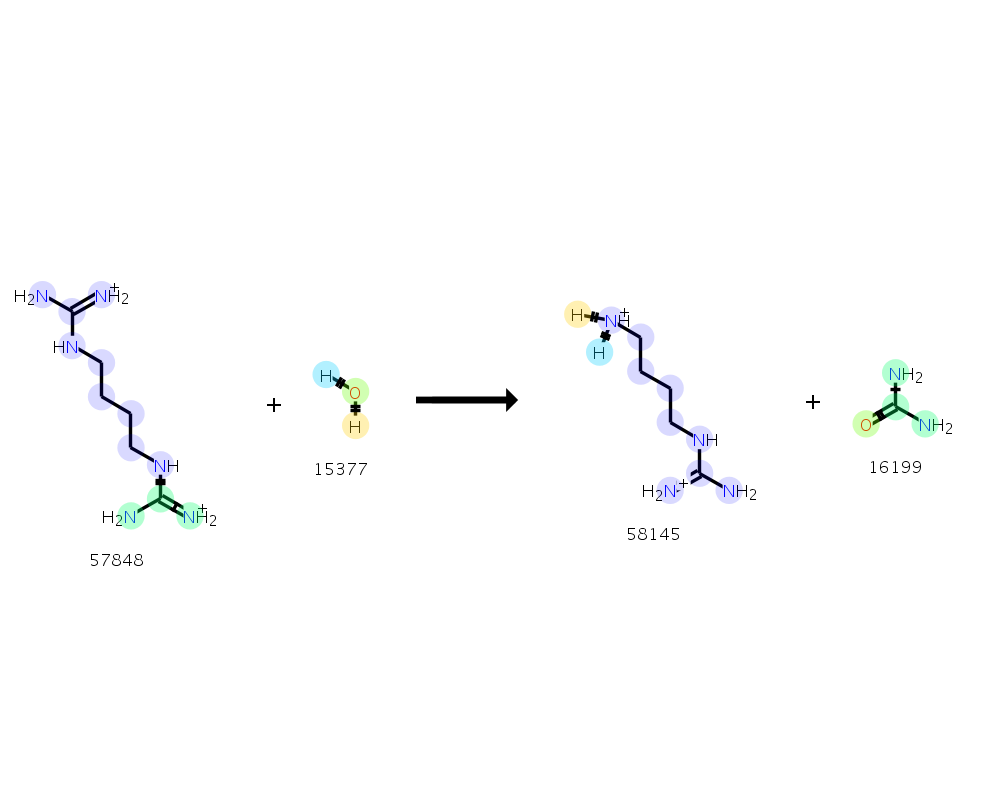 H₂N NH₂⁺
HN
NH
H₂N NH₂⁺
57848
+
H O
H
15377
H NH⁺
H
NH
H₂N⁺ NH₂
58145
+
NH₂
O NH₂
16199